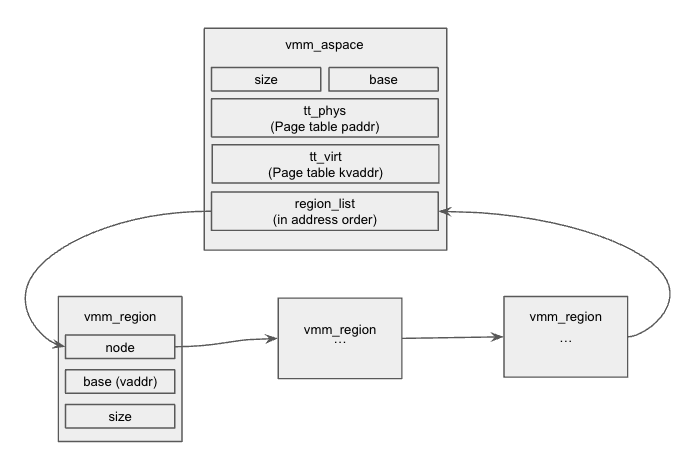 vmm_aspace
size
base
tt_phys
(Page table paddr)
tt_virt
(Page table kvaddr)
region_list
(in address order)
vmm_region
node
base (vaddr)
size
vmm_region
...
vmm_region
...